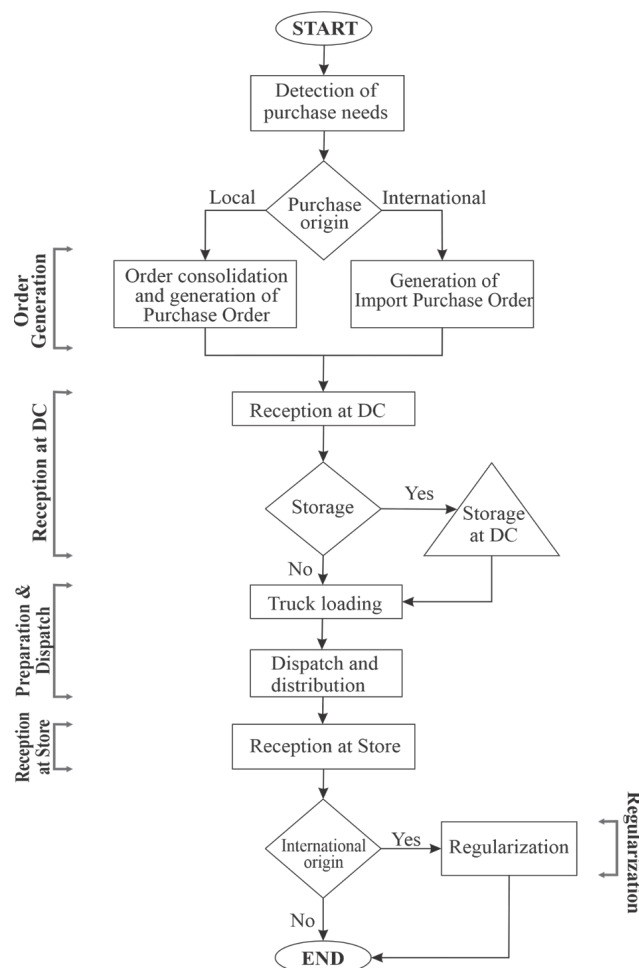 START
Detection of
purchase needs
Local
International
Purchase
origin
Order
Generation
Order consolidation
and generation of
Purchase Order
Generation of
Import Purchase Order
Reception at DC
Reception at DC
Storage
Yes
Storage
at DC
No
Preparation &
Dispatch
Truck loading
Dispatch and
distribution
Reception
at Store
Reception at Store
International
origin
Yes
Regularization
Regularization
No
END